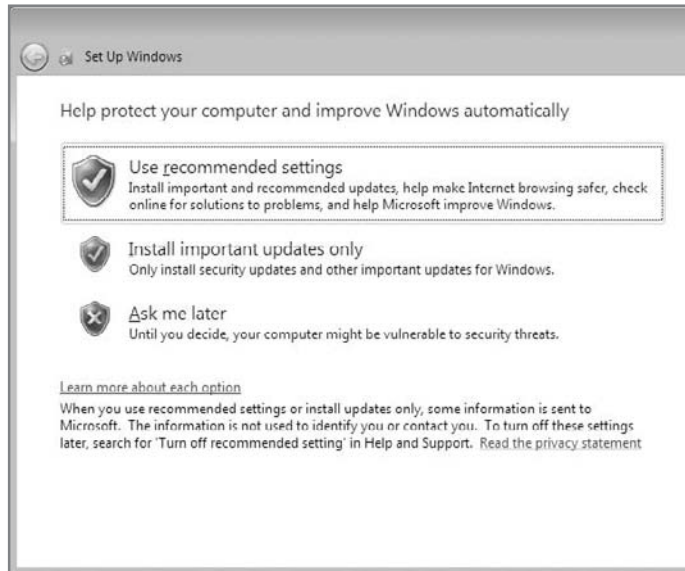 Set Up Windows
Help protect your computer and improve Windows automatically
Use recommended settings
Install important and recommended updates, help make Internet browsing safer, check
online for solutions to problems, and help Microsoft improve Windows.
Install important updates only
Only install security updates and other important updates for Windows.
Ask me later
Until you decide, your computer might be vulnerable to security threats.
Learn more about each option
When you use recommended settings or install updates only, some information is sent to
Microsoft. The information is not used to identify you or contact you. To turn off these settings
later, search for 'Turn off recommended setting' in Help and Support. Read the privacy statement